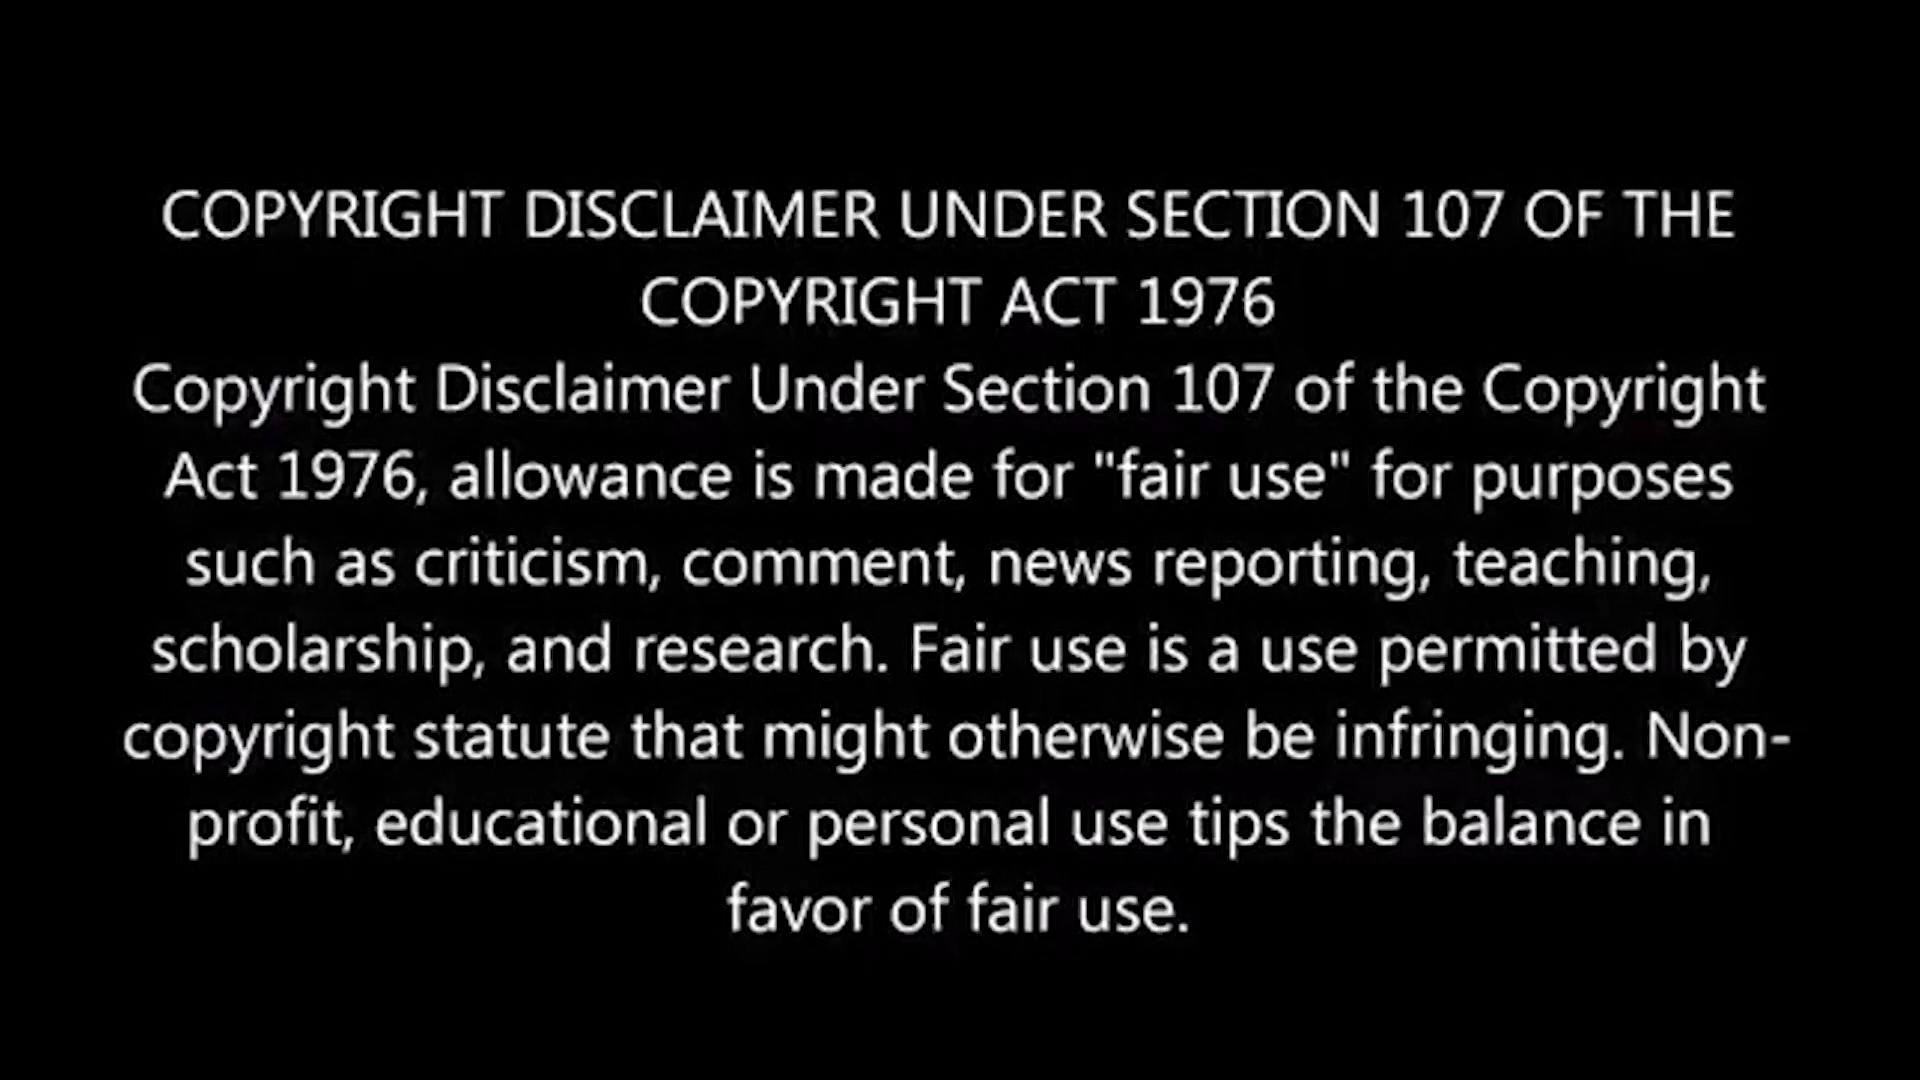 COPYRIGHT DISCLAIMER UNDER SECTION 107 OF THE
COPYRIGHT ACT 1976
Copyright Disclaimer Under Section 107 of the Copyright
Act 1976, allowance is made for "fair use" for purposes
such as criticism, comment, news reporting, teaching,
scholarship, and research. Fair use is a use permitted by
copyright statute that might otherwise be infringing. Non-
profit, educational or personal use tips the balance in
favor of fair use.